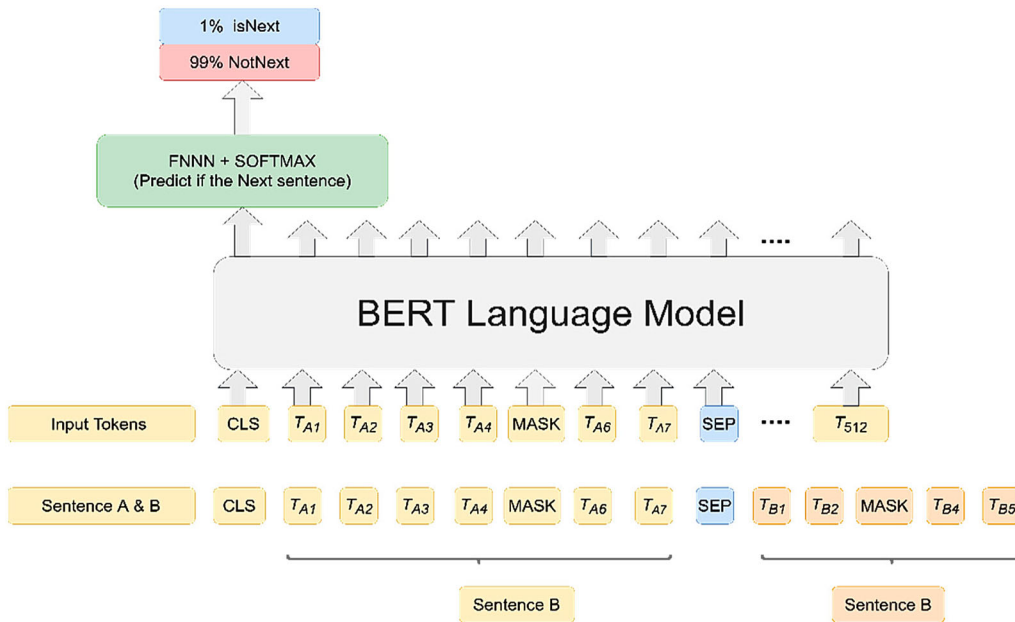 1% isNext
99% NotNext
FNNN + SOFTMAX
(Predict if the Next sentence)
....
BERT Language Model
Input Tokens CLS TA1 TA2 TA3 TA4 MASK TA6 TA7 SEP .... T512
Sentence A & B CLS TA1 TA2 TA3 TA4 MASK TA6 TA7 SEP TB1 TB2 MASK TB4 TB5
Sentence B Sentence B